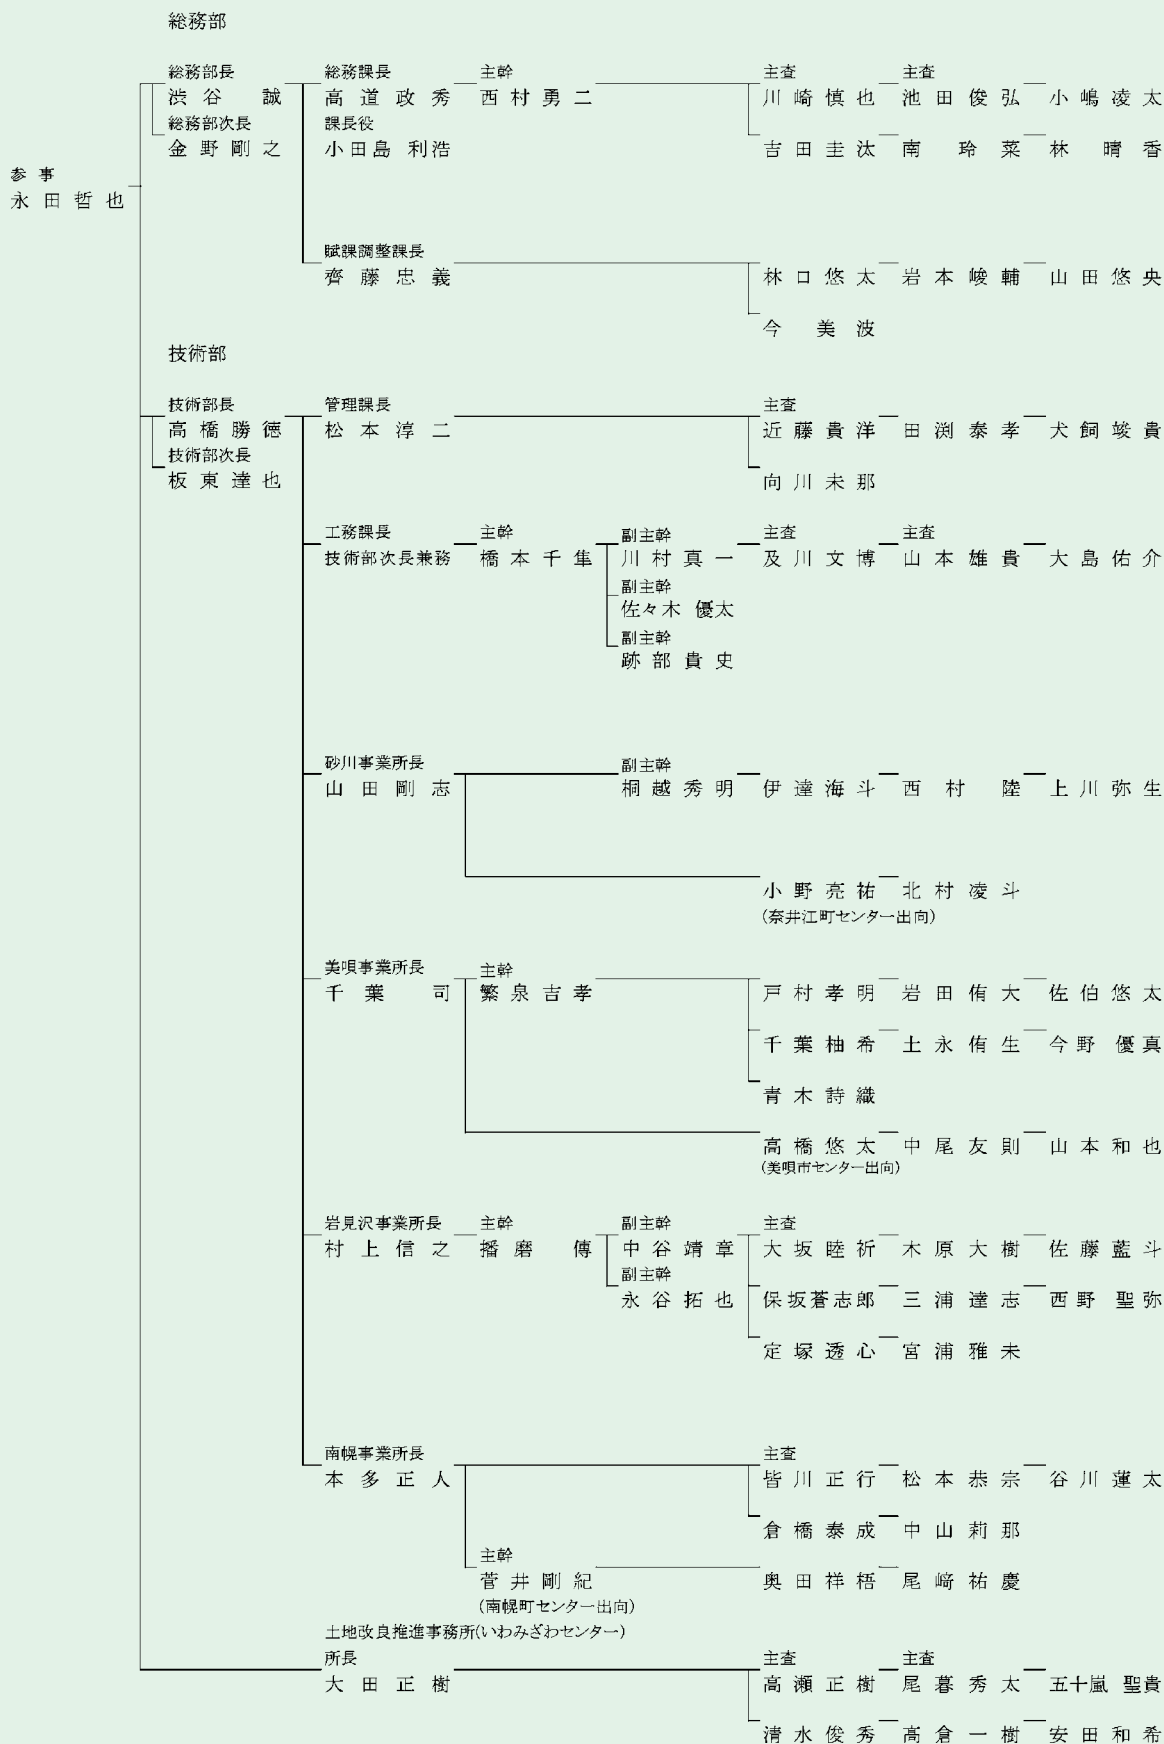 総務部
総務部長 総務課長 主幹 主査 主査
渋谷 誠 高道政秀 西村勇二 川崎慎也 池田俊弘 小嶋凌太
総務部次長 課長役
金野剛之 小田島 利浩 吉田圭汰 南 玲菜 林 晴香
参事
永田哲也
賦課調整課長
齊藤忠義 林口悠太 岩本峻輔 山田悠央
今 美波
技術部
技術部長 管理課長 主査
高橋勝徳 松本淳二 近藤貴洋 田渕泰孝 犬飼竣貴
技術部次長
板東達也 向川未那
工務課長 主幹 副主幹 主査 主査
技術部次長兼務 橋本千隼 川村真一 及川文博 山本雄貴 大島佑介
副主幹
佐々木 優太
副主幹
跡部貴史
砂川事業所長 副主幹
山田剛志 桐越秀明 伊達海斗 西村 陸 上川弥生
小野亮祐 北村凌斗
(奈井江町センター出向)
美唄事業所長 主幹
千葉 司 繁泉吉孝 戸村孝明 岩田侑大 佐伯悠太
千葉柚希 土永侑生 今野 優真
青木詩織
高橋悠太 中尾友則 山本和也
(美唄市センター出向)
岩見沢事業所長 主幹 副主幹 主査
村上信之 播磨 傳 中谷靖章 大坂睦祈 木原大樹 佐藤藍斗
副主幹
永谷拓也 保坂蒼志郎 三浦達志 西野 聖弥
定塚透心 宮浦雅未
南幌事業所長 主査
本多正人 皆川正行 松本恭宗 谷川蓮太
倉橋泰成 中山莉那
主幹
菅井剛紀 奥田祥梧 尾﨑祐慶
(南幌町センター出向)
土地改良推進事務所(いわみざわセンター)
所長 主査 主査
大田正樹 高瀬正樹 尾暮秀太 五十嵐 聖貴
清水俊秀 高倉一樹 安田和希